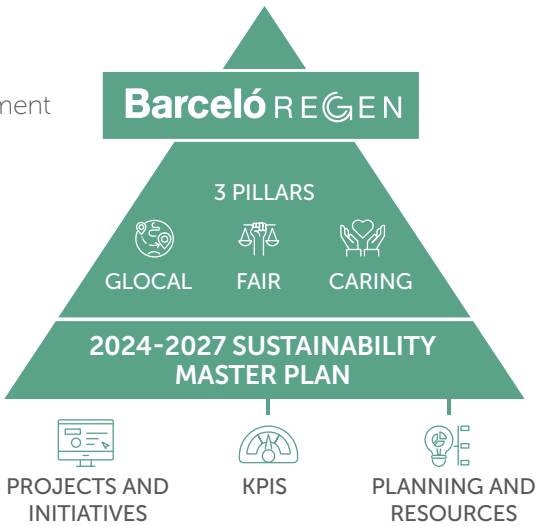 Barceló REGEN
3 PILLARS
GLOCAL FAIR CARING
2024-2027 SUSTAINABILITY
MASTER PLAN
PROJECTS AND
INITIATIVES
KPIS
PLANNING AND
RESOURCES